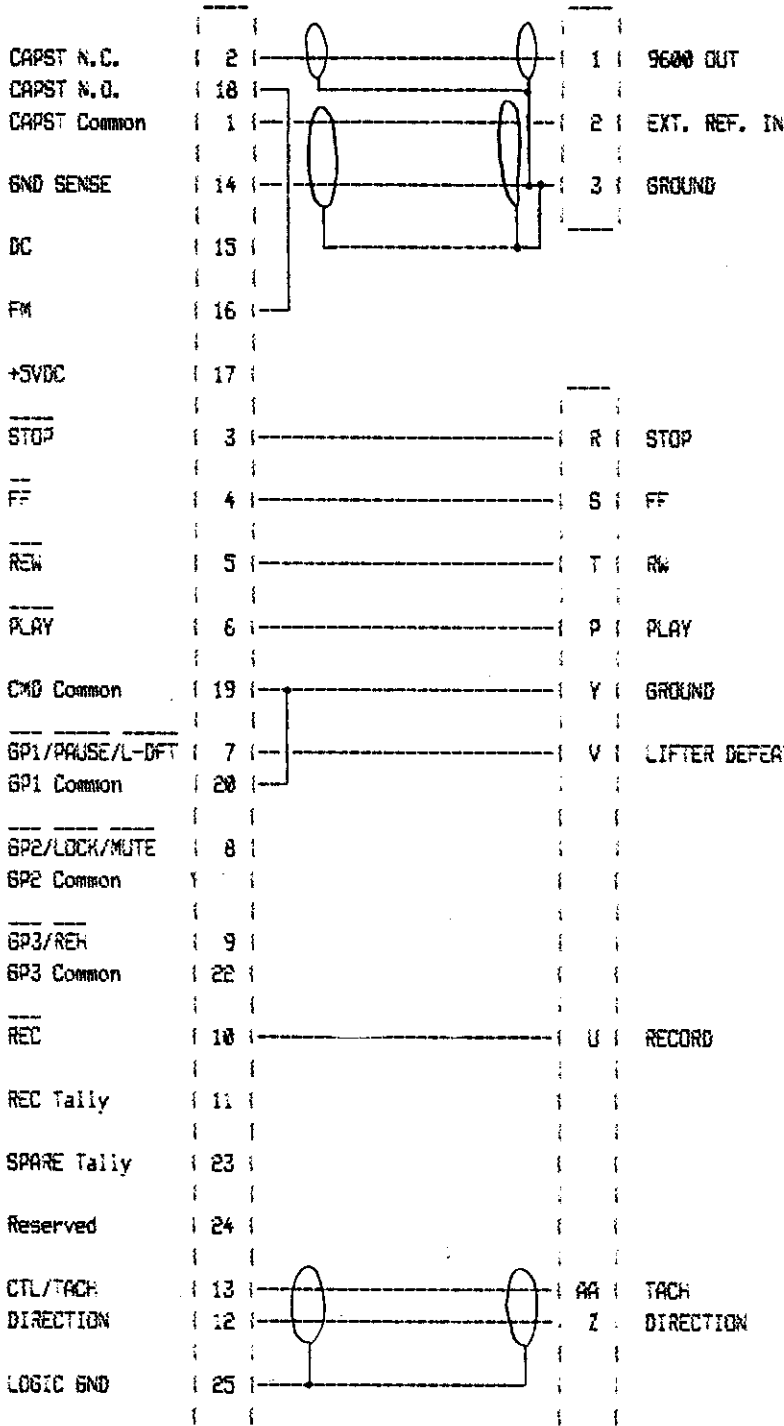 CAPST N.C. 2 1 9600 OUT
CAPST N.O. 18
CAPST Common 1 2 EXT. REF. IN
GND SENSE 14 3 GROUND
DC 15
FM 16
+5VDC 17
STOP 3 R STOP
FF 4 S FF
REW 5 T RW
PLAY 6 P PLAY
CMD Common 19 Y GROUND
GP1/PAUSE/L-DFT 7 V LIFTER DEFEA
GP1 Common 20
GP2/LOCK/MUTE 8
GP2 Common
GP3/REH 9
GP3 Common 22
REC 10 U RECORD
REC Tally 11
SPARE Tally 23
Reserved 24
CTL/TACH 13 AA TACH
DIRECTION 12 Z DIRECTION
LOGIC GND 25